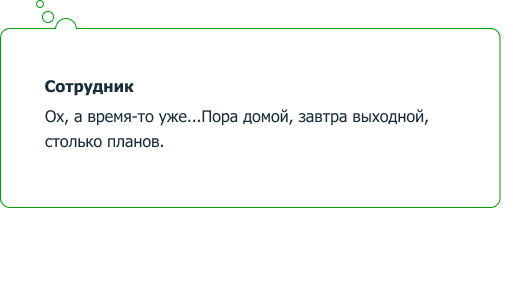 Сотрудник
Ох, а время-то уже...Пора домой, завтра выходной,
столько планов.